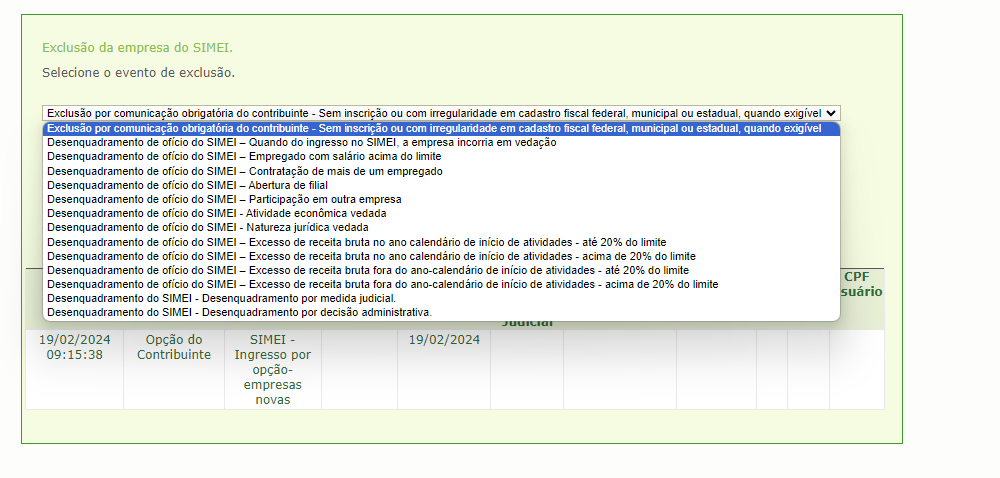 Exclusão da empresa do SIMEI.
Selecione o evento de exclusão.
Exclusão por comunicação obrigatória do contribuinte - Sem inscrição ou com irregularidade em cadastro fiscal federal, municipal ou estadual, quando exigível
Exclusão por comunicação obrigatória do contribuinte - Sem inscrição ou com irregularidade em cadastro fiscal federal, municipal ou estadual, quando exigível
Desenquadramento de ofício do SIMEI – Quando do ingresso no SIMEI, a empresa incorria em vedação
Desenquadramento de ofício do SIMEI – Empregado com salário acima do limite
Desenquadramento de ofício do SIMEI – Contratação de mais de um empregado
Desenquadramento de ofício do SIMEI – Abertura de filial
Desenquadramento de ofício do SIMEI – Participação em outra empresa
Desenquadramento de ofício do SIMEI - Atividade econômica vedada
Desenquadramento de ofício do SIMEI - Natureza jurídica vedada
Desenquadramento de ofício do SIMEI – Excesso de receita bruta no ano calendário de início de atividades - até 20% do limite
Desenquadramento de ofício do SIMEI – Excesso de receita bruta no ano calendário de início de atividades - acima de 20% do limite
Desenquadramento de ofício do SIMEI – Excesso de receita bruta fora do ano-calendário de início de atividades - até 20% do limite
Desenquadramento de ofício do SIMEI – Excesso de receita bruta fora do ano-calendário de início de atividades - acima de 20% do limite
Desenquadramento do SIMEI - Desenquadramento por medida judicial.
Desenquadramento do SIMEI - Desenquadramento por decisão administrativa.
CPF
suário
Judicial
19/02/2024 Opção do SIMEI - 19/02/2024
09:15:38 Contribuinte Ingresso por
opção-
empresas
novas